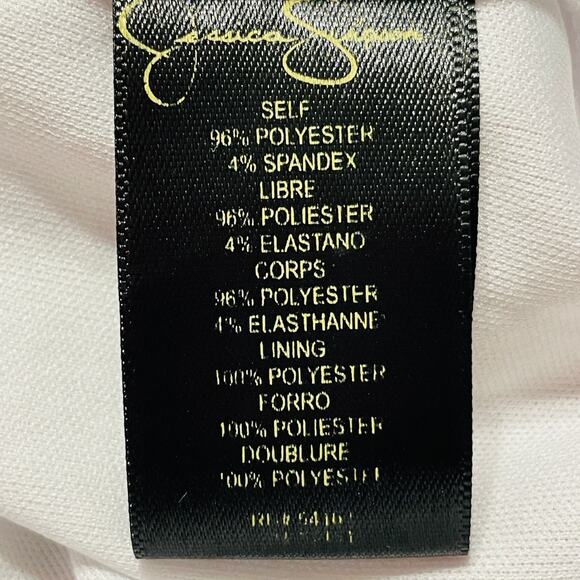 Jessica Simpson
SELF
96% POLYESTER
4% SPANDEX
LIBRE
96% POLIESTER
4% ELASTANO
CORPS
96% POLYESTER
4% ELASTHANNE
LINING
100% POLYESTER
FORRO
100% POLIESTER
DOUBLURE
100% POLYESTER